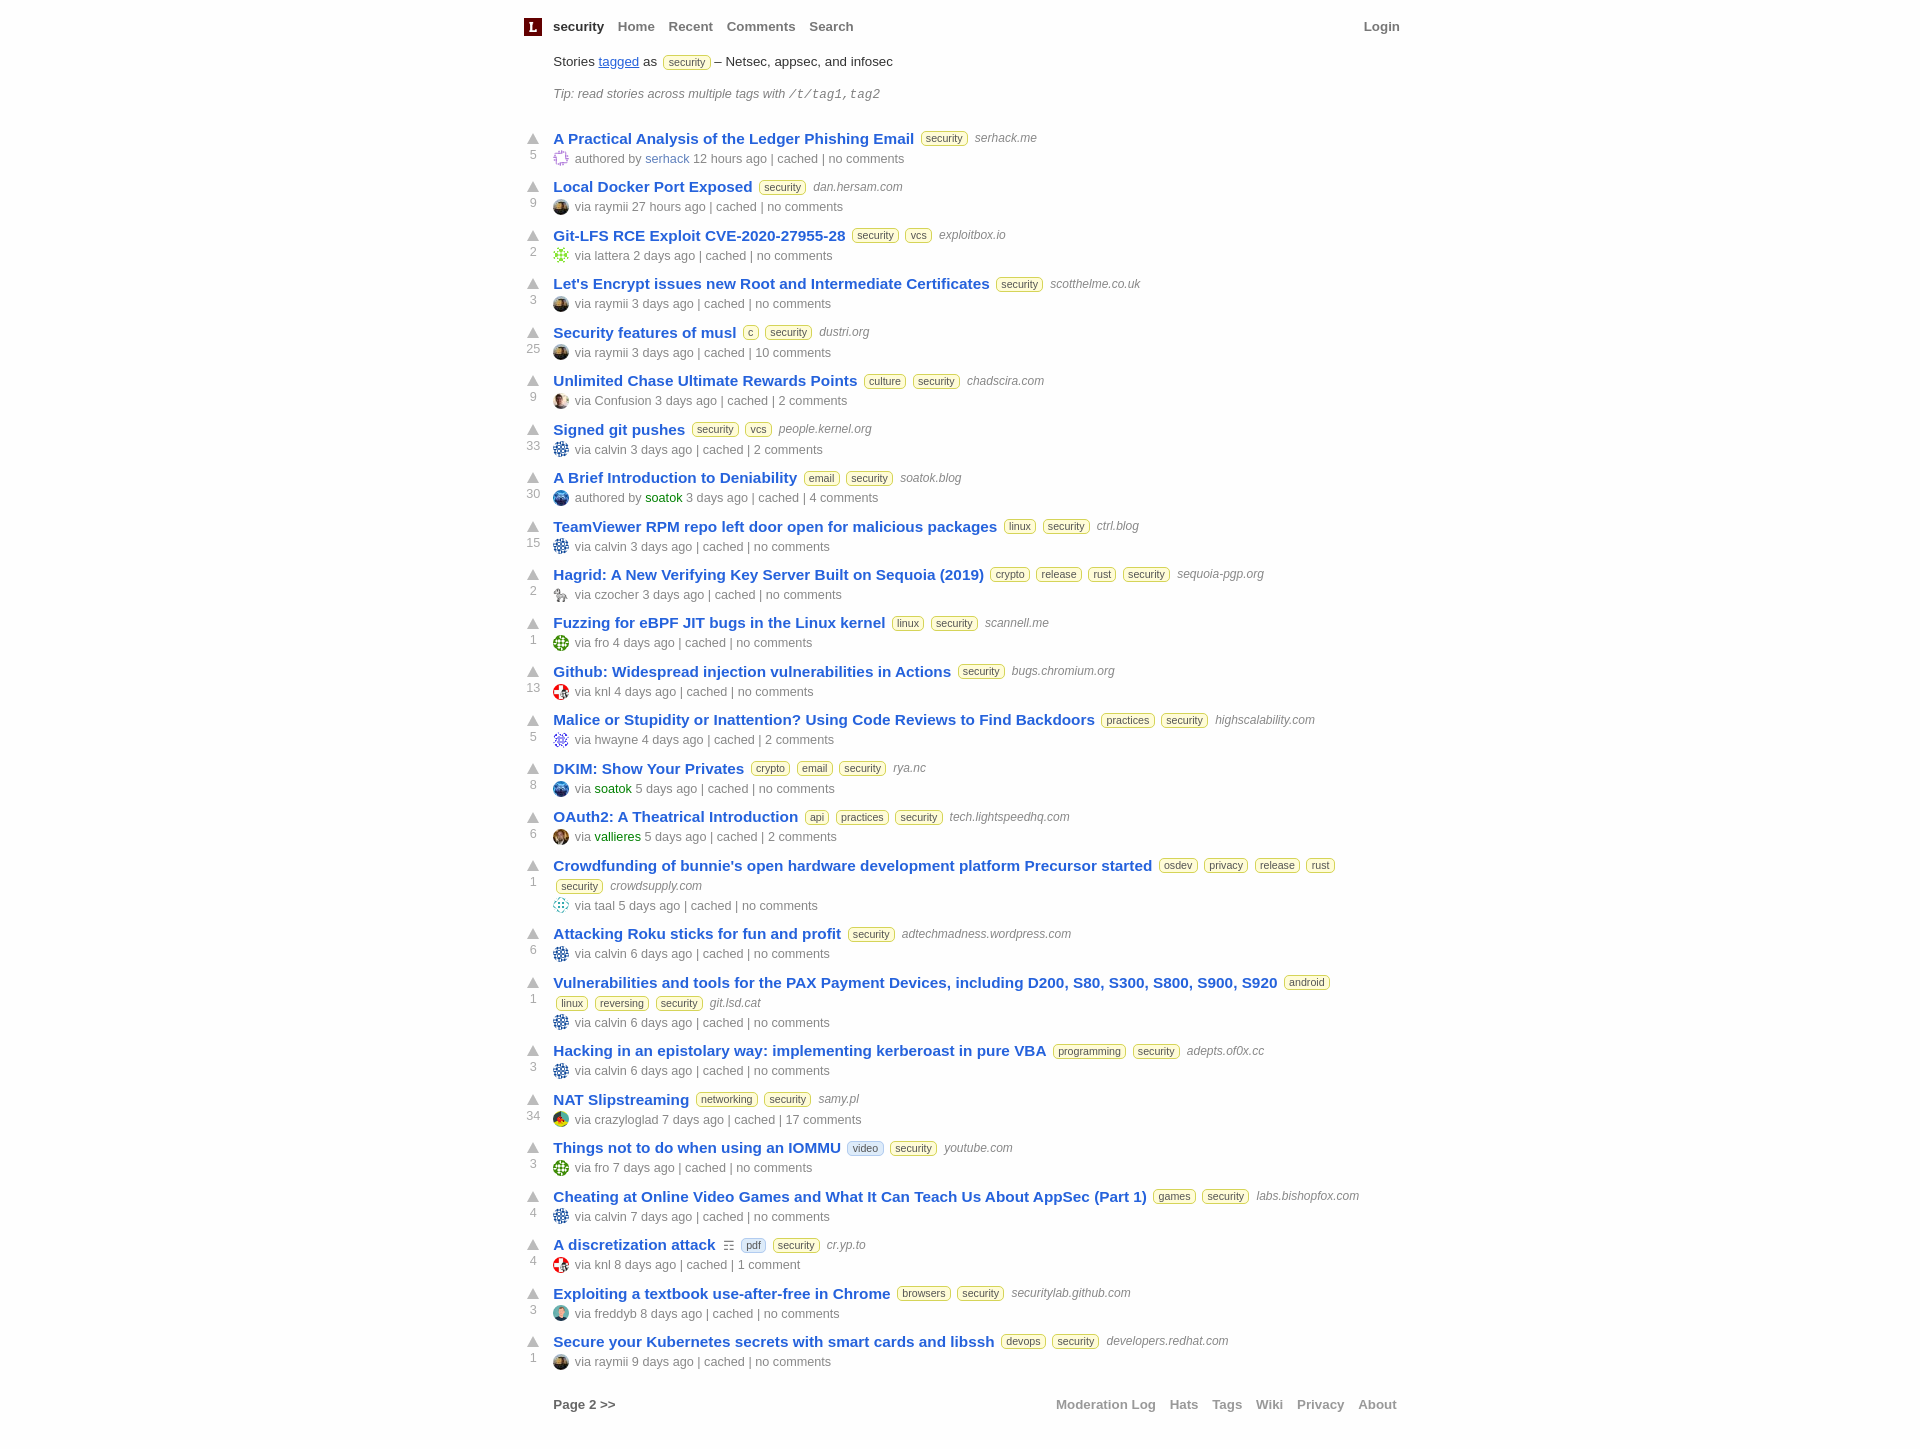 L security Home Recent Comments Search Login
Stories tagged as security – Netsec, appsec, and infosec
Tip: read stories across multiple tags with /t/tag1,tag2
A Practical Analysis of the Ledger Phishing Email security serhack.me
5 authored by serhack 12 hours ago | cached | no comments
Local Docker Port Exposed security dan.hersam.com
9 via raymii 27 hours ago | cached | no comments
Git-LFS RCE Exploit CVE-2020-27955-28 security vcs exploitbox.io
2 via lattera 2 days ago | cached | no comments
Let's Encrypt issues new Root and Intermediate Certificates security scotthelme.co.uk
3 via raymii 3 days ago | cached | no comments
Security features of musl c security dustri.org
25 via raymii 3 days ago | cached | 10 comments
Unlimited Chase Ultimate Rewards Points culture security chadscira.com
9 via Confusion 3 days ago | cached | 2 comments
Signed git pushes security vcs people.kernel.org
33 via calvin 3 days ago | cached | 2 comments
A Brief Introduction to Deniability email security soatok.blog
30 authored by soatok 3 days ago | cached | 4 comments
TeamViewer RPM repo left door open for malicious packages linux security ctrl.blog
15 via calvin 3 days ago | cached | no comments
Hagrid: A New Verifying Key Server Built on Sequoia (2019) crypto release rust security sequoia-pgp.org
2 via czocher 3 days ago | cached | no comments
Fuzzing for eBPF JIT bugs in the Linux kernel linux security scannell.me
1 via fro 4 days ago | cached | no comments
Github: Widespread injection vulnerabilities in Actions security bugs.chromium.org
13 via knl 4 days ago | cached | no comments
Malice or Stupidity or Inattention? Using Code Reviews to Find Backdoors practices security highscalability.com
5 via hwayne 4 days ago | cached | 2 comments
DKIM: Show Your Privates crypto email security rya.nc
8 via soatok 5 days ago | cached | no comments
OAuth2: A Theatrical Introduction api practices security tech.lightspeedhq.com
6 via vallieres 5 days ago | cached | 2 comments
Crowdfunding of bunnie's open hardware development platform Precursor started osdev privacy release rust
1 security crowdsupply.com
via taal 5 days ago | cached | no comments
Attacking Roku sticks for fun and profit security adtechmadness.wordpress.com
6 via calvin 6 days ago | cached | no comments
Vulnerabilities and tools for the PAX Payment Devices, including D200, S80, S300, S800, S900, S920 android
1 linux reversing security git.lsd.cat
via calvin 6 days ago | cached | no comments
Hacking in an epistolary way: implementing kerberoast in pure VBA programming security adepts.of0x.cc
3 via calvin 6 days ago | cached | no comments
NAT Slipstreaming networking security samy.pl
34 via crazyloglad 7 days ago | cached | 17 comments
Things not to do when using an IOMMU video security youtube.com
3 via fro 7 days ago | cached | no comments
Cheating at Online Video Games and What It Can Teach Us About AppSec (Part 1) games security labs.bishopfox.com
4 via calvin 7 days ago | cached | no comments
A discretization attack ☶ pdf security cr.yp.to
4 via knl 8 days ago | cached | 1 comment
Exploiting a textbook use-after-free in Chrome browsers security securitylab.github.com
3 via freddyb 8 days ago | cached | no comments
Secure your Kubernetes secrets with smart cards and libssh devops security developers.redhat.com
1 via raymii 9 days ago | cached | no comments
Page 2 >> Moderation Log Hats Tags Wiki Privacy About